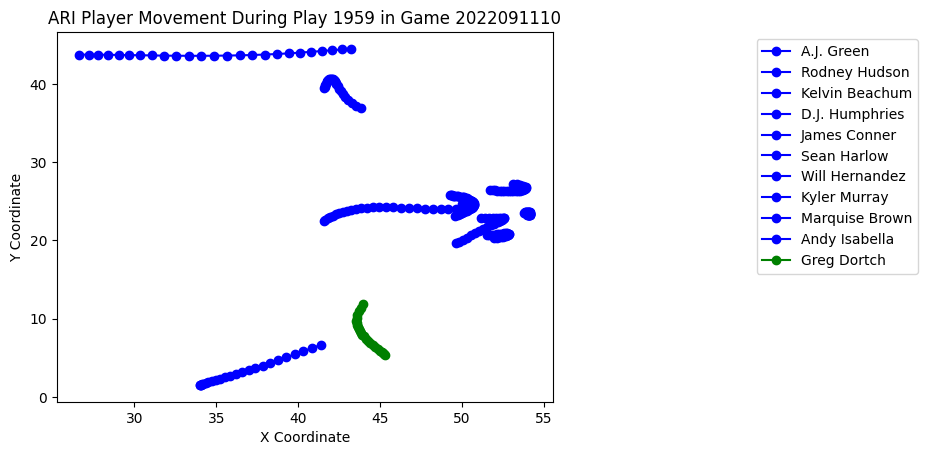 ARI Player Movement During Play 1959 in Game 2022091110
Y Coordinate
40
30
20
10
0
30 35 40 45 50 55
X Coordinate
A.J. Green
Rodney Hudson
Kelvin Beachum
D.J. Humphries
James Conner
Sean Harlow
Will Hernandez
Kyler Murray
Marquise Brown
Andy Isabella
Greg Dortch